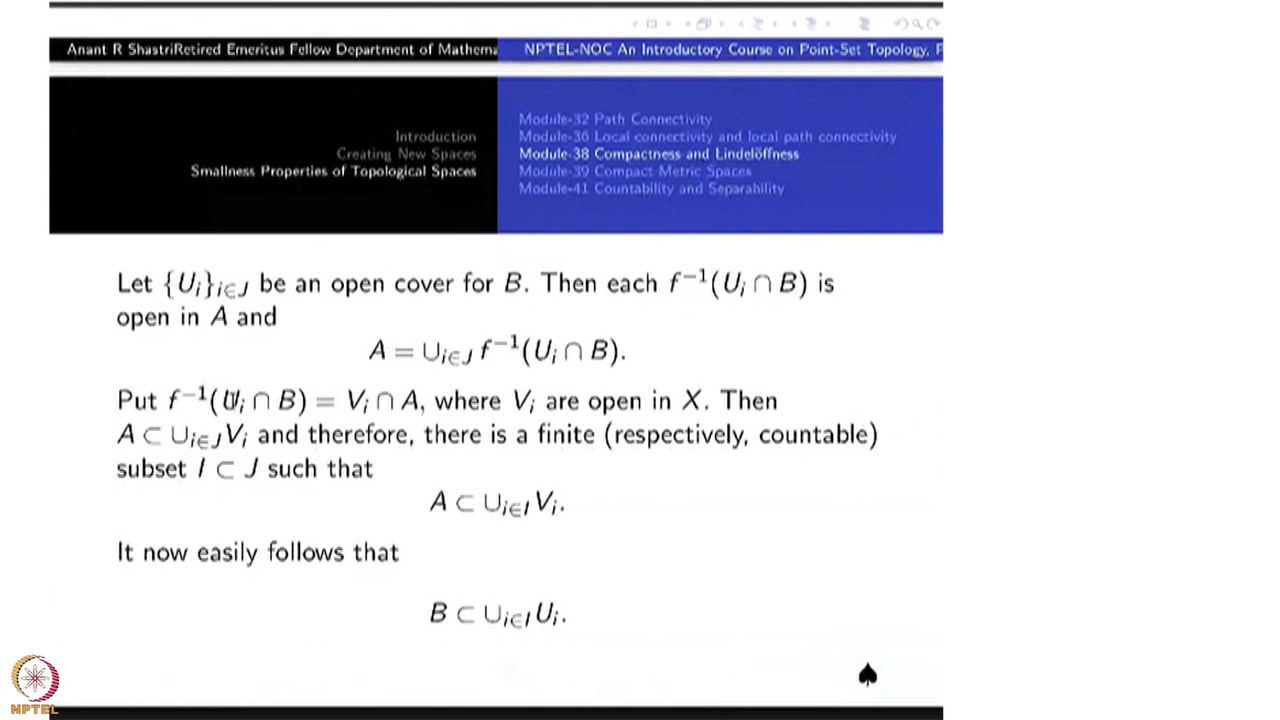 Anant R ShastriRetired Emeritus Fellow Department of Mathema
NPTEL-NOC An Introductory Course on Point-Set Topology, P
Introduction
Creating New Spaces
Smallness Properties of Topological Spaces
Module-32 Path Connectivity
Module-36 Local connectivity and local path connectivity
Module-38 Compactness and Lindelöffness
Module-39 Compact Metric Spaces
Module-41 Countability and Separability
Let {U_i}_{i∈J} be an open cover for B. Then each f^{-1}(U_i ∩ B) is
open in A and
A = ∪_{i∈J} f^{-1}(U_i ∩ B).
Put f^{-1}(U_i ∩ B) = V_i ∩ A, where V_i are open in X. Then
A ⊂ ∪_{i∈J} V_i and therefore, there is a finite (respectively, countable)
subset I ⊂ J such that
A ⊂ ∪_{i∈I} V_i.
It now easily follows that
B ⊂ ∪_{i∈I} U_i.
♠
NPTEL